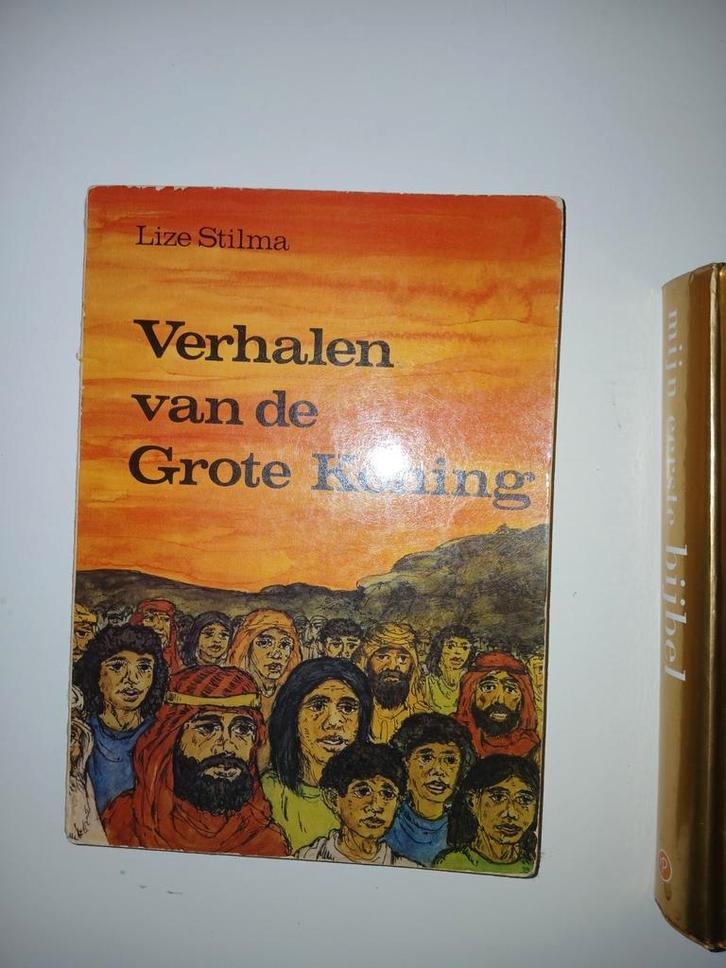 Lize Stilma
Verhalen
van de
Grote Koning
mijn eerste bijbel